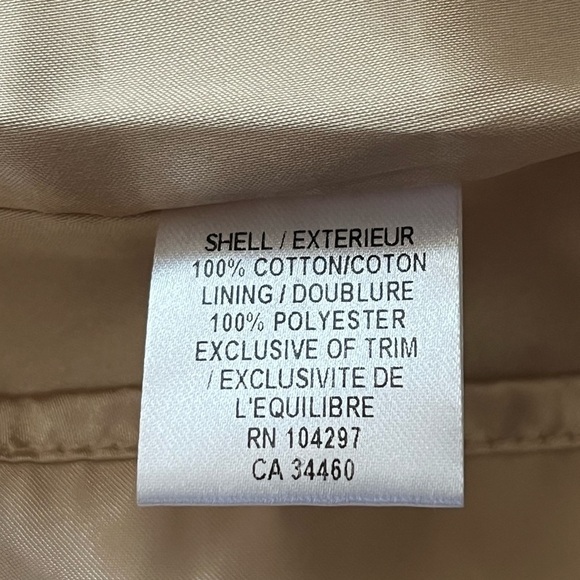 SHELL / EXTERIEUR
100% COTTON/COTON
LINING / DOUBLURE
100% POLYESTER
EXCLUSIVE OF TRIM
/ EXCLUSIVITE DE
L'EQUILIBRE
RN 104297
CA 34460